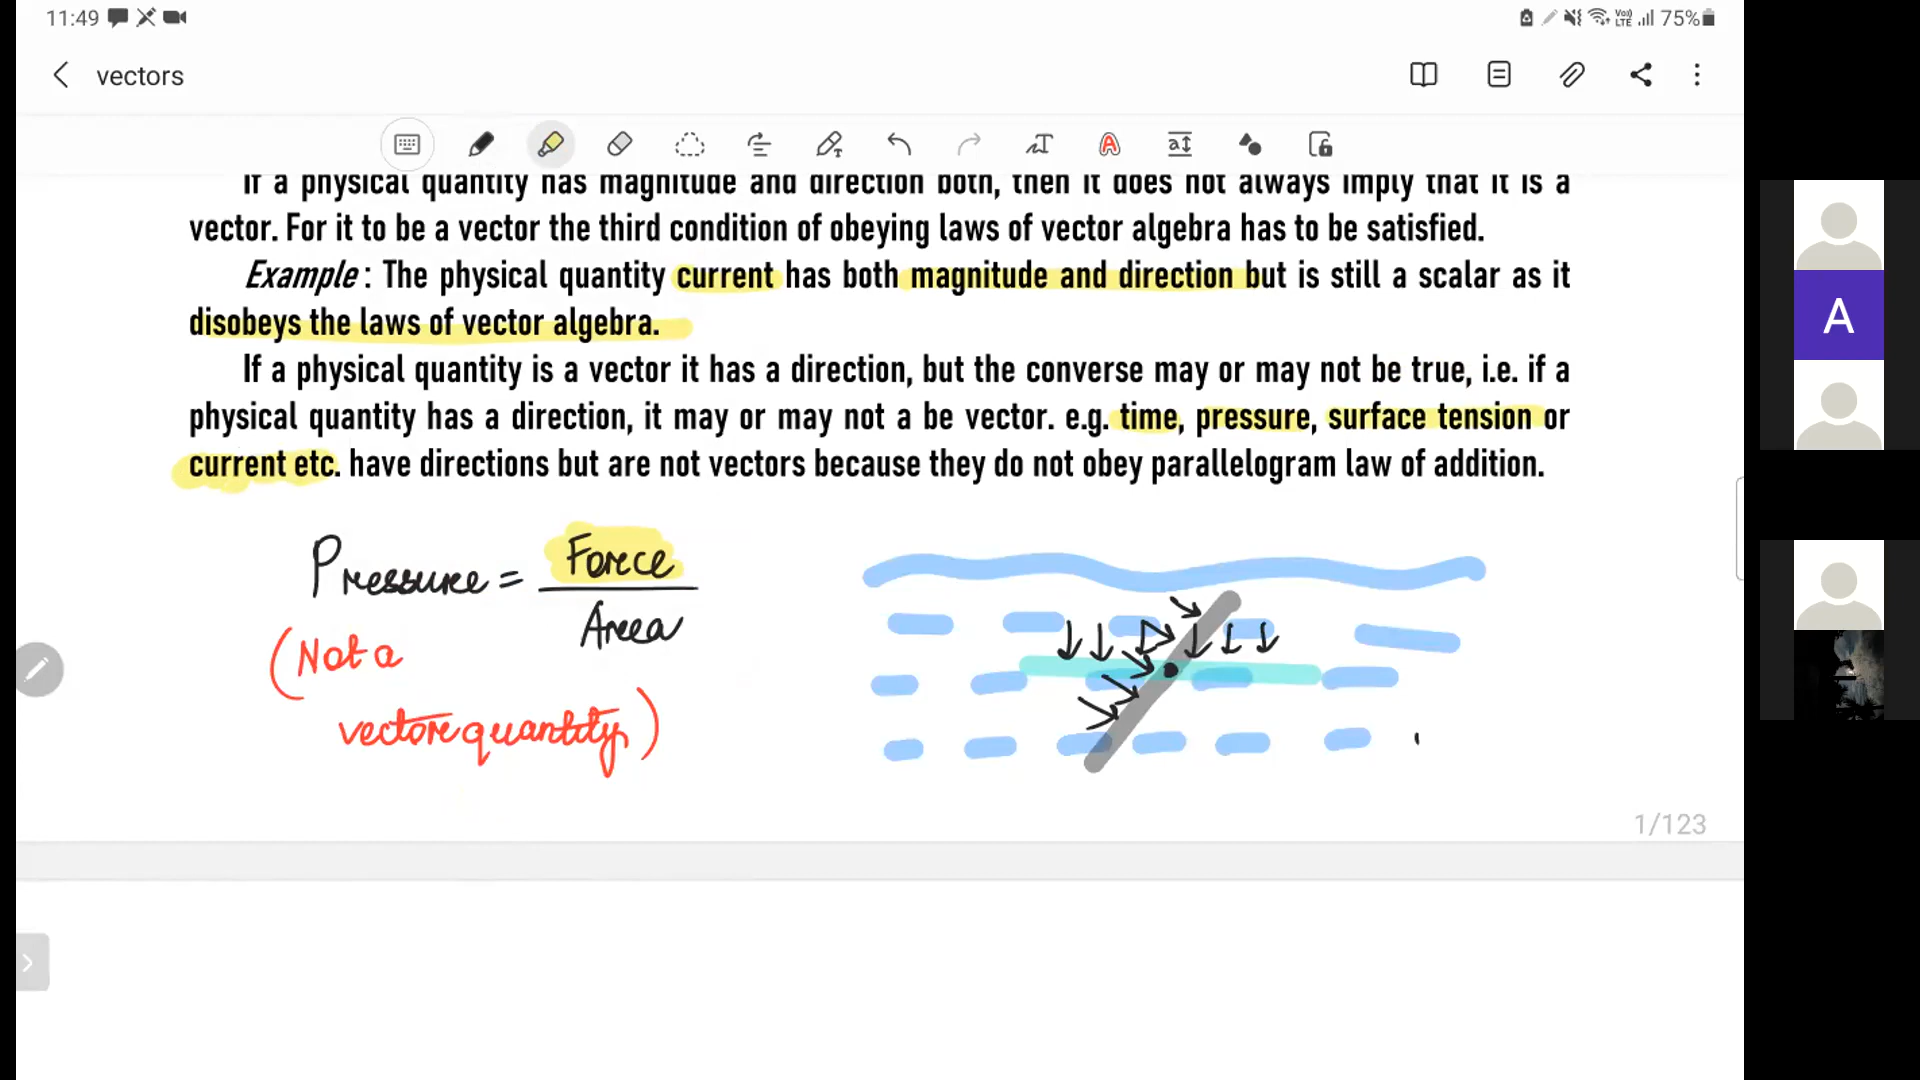 11:49
Vo)) LTE 75%
vectors
If a physical quantity has magnitude and direction both, then it does not always imply that it is a
vector. For it to be a vector the third condition of obeying laws of vector algebra has to be satisfied.
Example : The physical quantity current has both magnitude and direction but is still a scalar as it
disobeys the laws of vector algebra.
If a physical quantity is a vector it has a direction, but the converse may or may not be true, i.e. if a
physical quantity has a direction, it may or may not a be vector. e.g. time, pressure, surface tension or
current etc. have directions but are not vectors because they do not obey parallelogram law of addition.
Pressure = Force
Area
(Not a
vector quantity)
1/123
A